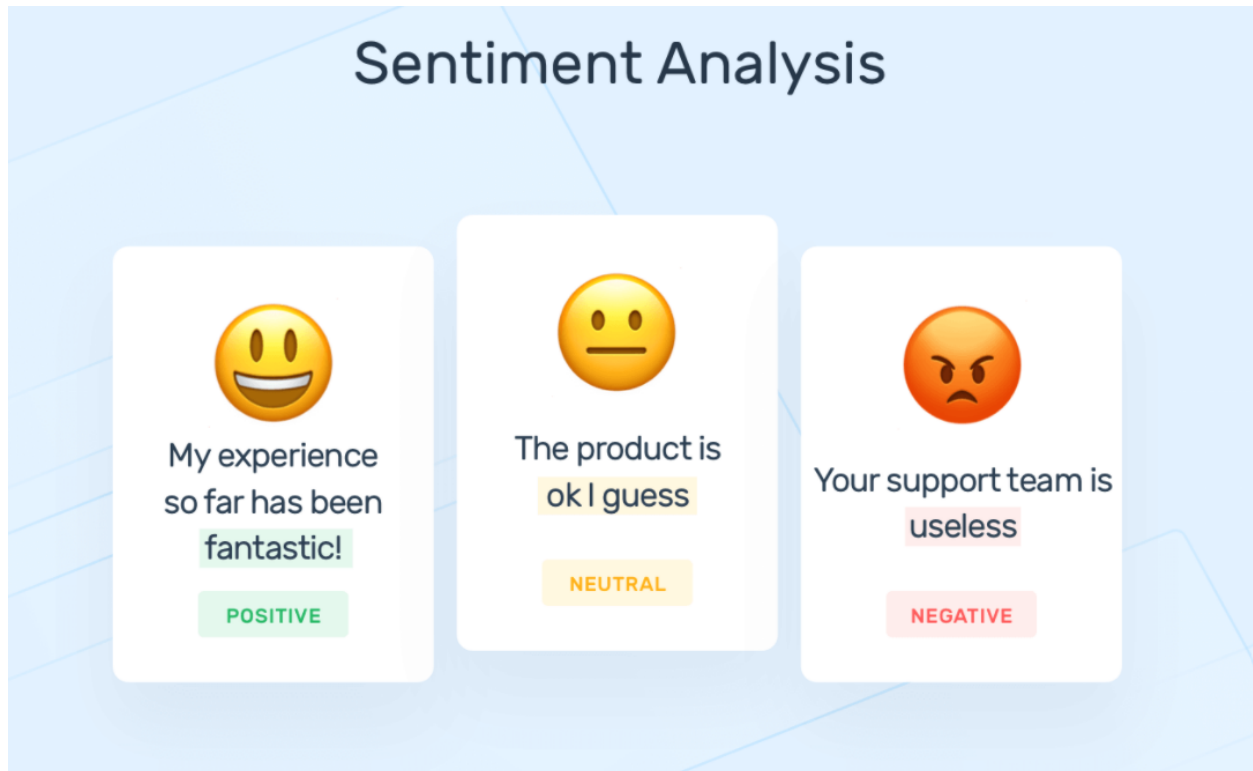 Sentiment Analysis
My experience
so far has been
fantastic!
POSITIVE
The product is
ok I guess
NEUTRAL
Your support team is
useless
NEGATIVE